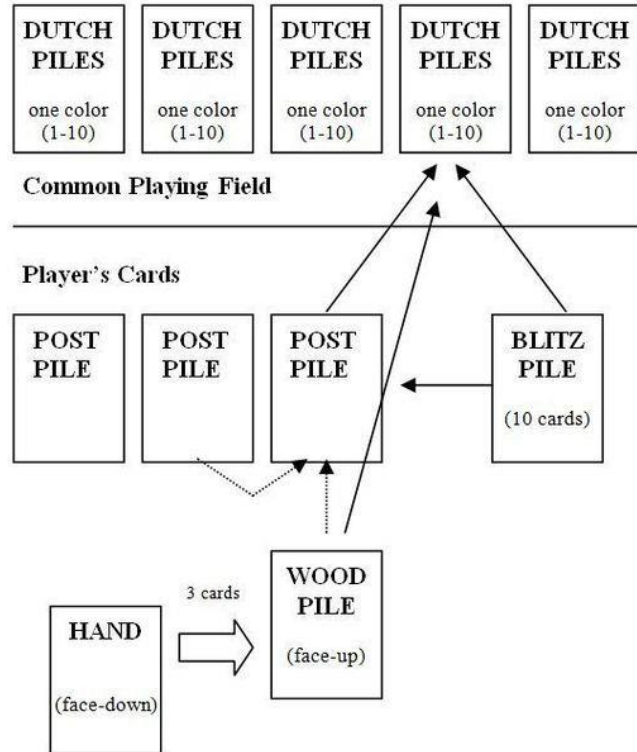 DUTCH PILES
one color
(1-10)
DUTCH PILES
one color
(1-10)
DUTCH PILES
one color
(1-10)
DUTCH PILES
one color
(1-10)
DUTCH PILES
one color
(1-10)
Common Playing Field
Player's Cards
POST
PILE
POST
PILE
POST
PILE
BLITZ
PILE
(10 cards)
3 cards
HAND
(face-down)
WOOD
PILE
(face-up)